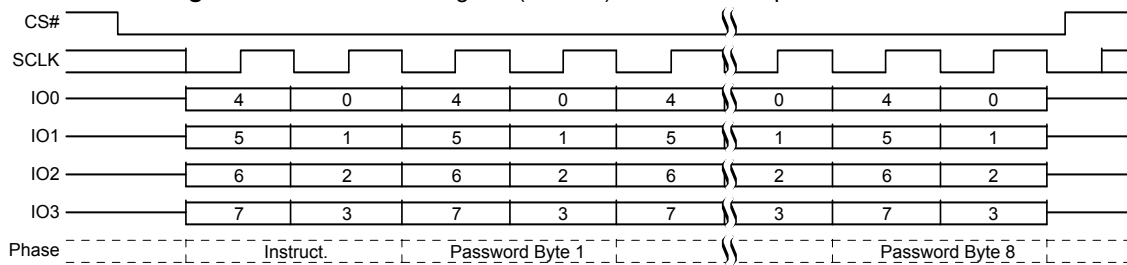 CS#
SCLK
IO0 4 0 4 0 4 0 4 0
IO1 5 1 5 1 5 1 5 1
IO2 6 2 6 2 6 2 6 2
IO3 7 3 7 3 7 3 7 3
Phase Instruct. Password Byte 1 Password Byte 8